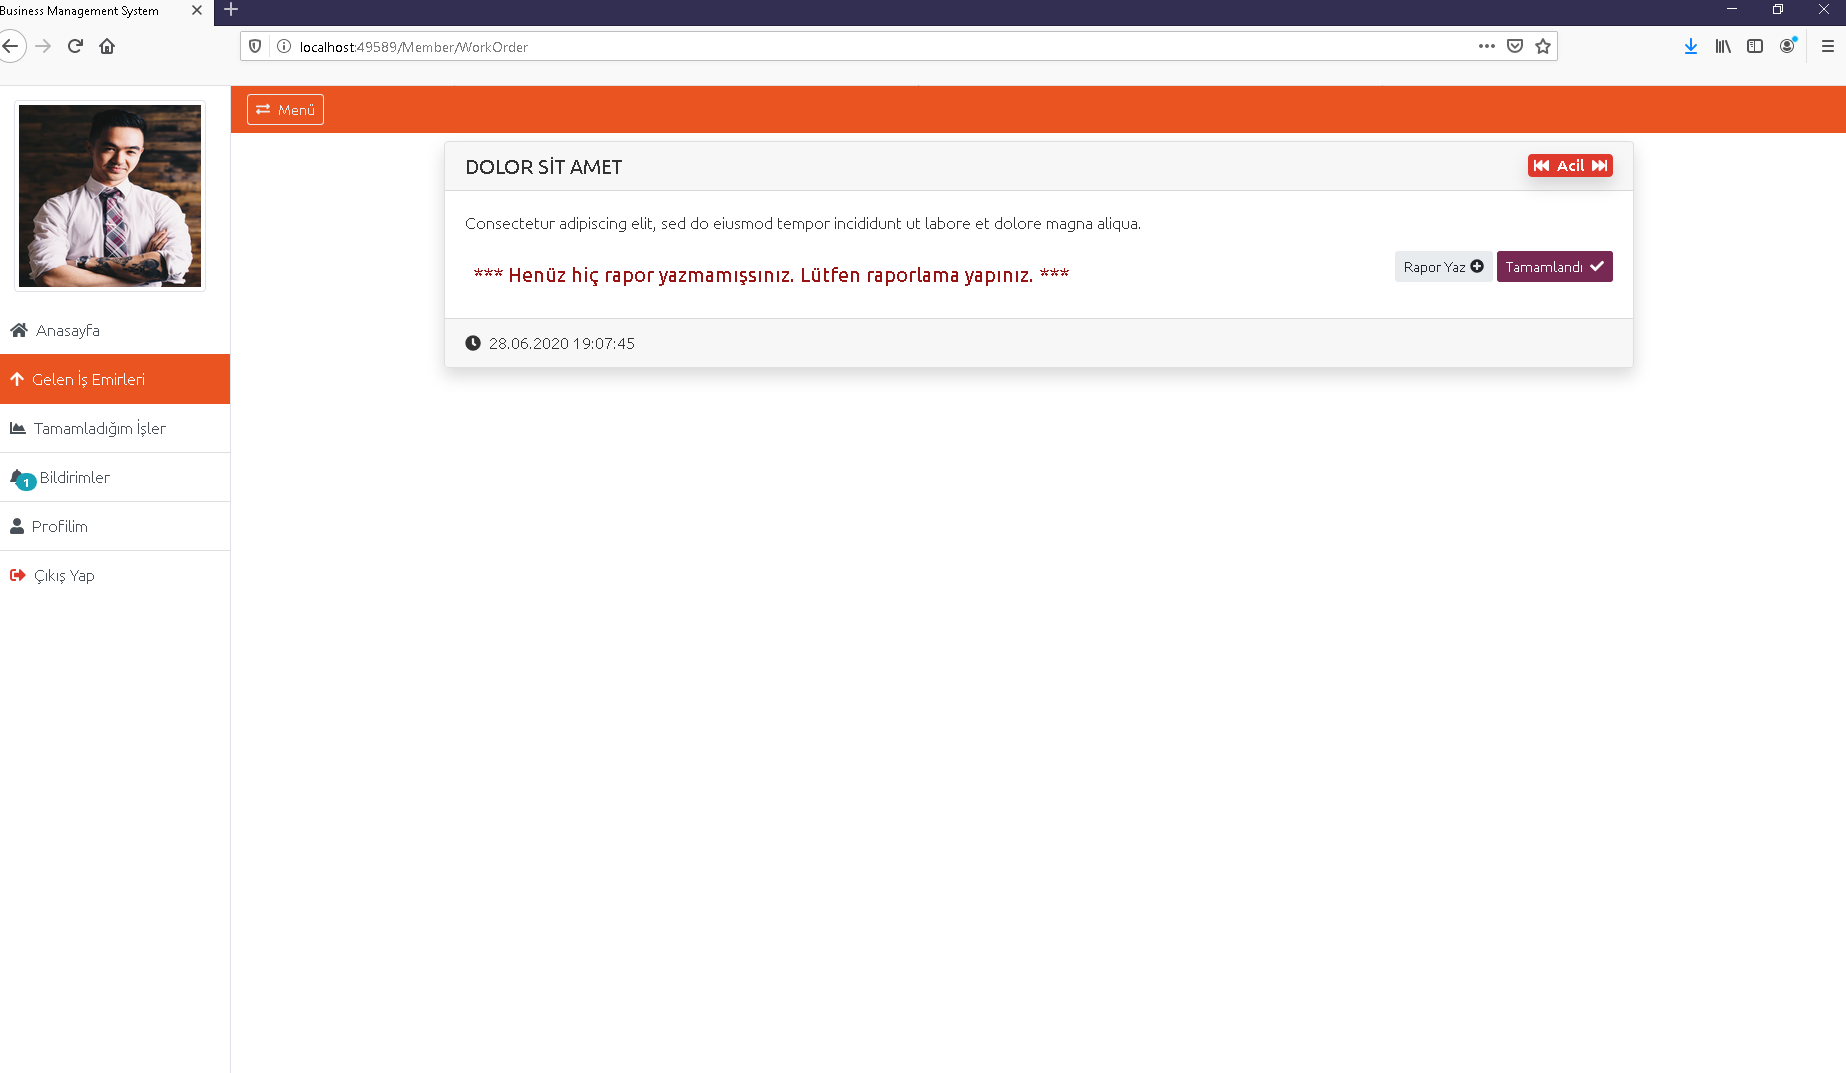 Business Management System
localhost:49589/Member/WorkOrder
Menü
DOLOR SİT AMET
Acil
Consectetur adipiscing elit, sed do eiusmod tempor incididunt ut labore et dolore magna aliqua.
*** Henüz hiç rapor yazmamışsınız. Lütfen raporlama yapınız. ***
Rapor Yaz
Tamamlandı
28.06.2020 19:07:45
Anasayfa
Gelen İş Emirleri
Tamamladığım İşler
1
Bildirimler
Profilim
Çıkış Yap